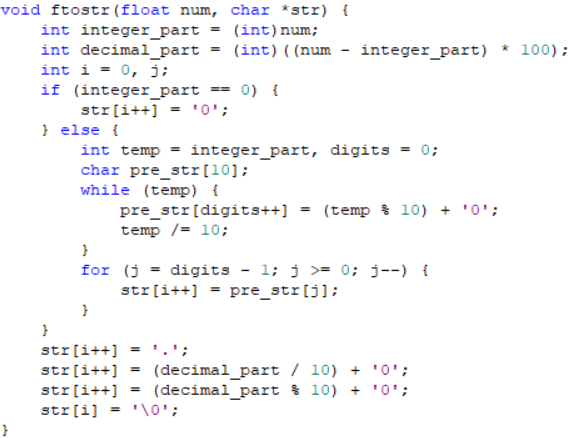 void ftostr(float num, char *str) {
    int integer_part = (int)num;
    int decimal_part = (int)((num - integer_part) * 100);
    int i = 0, j;
    if (integer_part == 0) {
        str[i++] = '0';
    } else {
        int temp = integer_part, digits = 0;
        char pre_str[10];
        while (temp) {
            pre_str[digits++] = (temp % 10) + '0';
            temp /= 10;
        }
        for (j = digits - 1; j >= 0; j--) {
            str[i++] = pre_str[j];
        }
    }
    str[i++] = '.';
    str[i++] = (decimal_part / 10) + '0';
    str[i++] = (decimal_part % 10) + '0';
    str[i] = '\0';
}